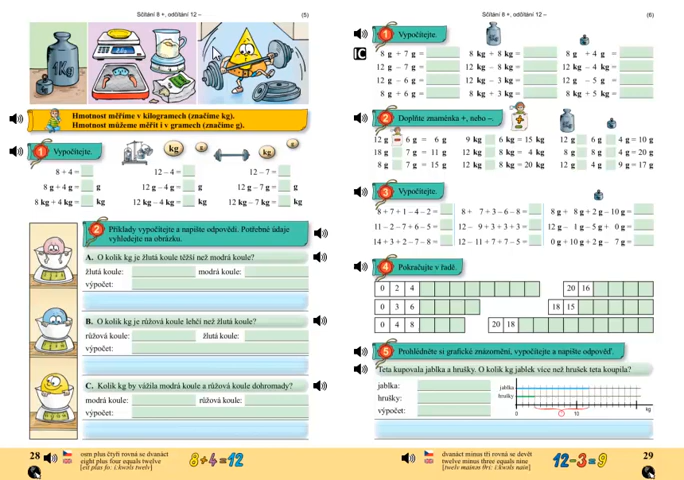 Sčítání 8 +, odčítání 12 –
(5)
1Kg
Hmotnost měříme v kilogramech (značíme kg).
Hmotnost můžeme měřit i v gramech (značíme g).
1 Vypočítejte.
kg
g
kg
g
8 + 4 =
12 – 4 =
12 – 7 =
8 g + 4 g = g
12 g – 4 g = g
12 g – 7 g = g
8 kg + 4 kg = kg
12 kg – 4 kg = kg
12 kg – 7 kg = kg
2 Příklady vypočítejte a napište odpovědi. Potřebné údaje
vyhledejte na obrázku.
A. O kolik kg je žlutá koule těžší než modrá koule?
žlutá koule: modrá koule:
výpočet:
B. O kolik kg je růžová koule lehčí než žlutá koule?
růžová koule: žlutá koule:
výpočet:
C. Kolik kg by vážila modrá koule a růžová koule dohromady?
modrá koule: růžová koule:
výpočet:
28
osm plus čtyři rovná se dvanáct
eight plus four equals twelve
8+4=12
Sčítání 8 +, odčítání 12 –
(6)
1 Vypočítejte.
8 g + 7 g =
8 kg + 8 kg =
8 g + 4 g =
12 g – 7 g =
12 kg – 8 kg =
12 kg – 4 kg =
12 g – 6 g =
12 kg – 3 kg =
12 g – 5 g =
8 g + 6 g =
8 kg + 3 kg =
8 kg + 5 kg =
2 Doplňte znaménka +, nebo –.
12 g – 6 g = 6 g
9 kg 6 kg = 15 kg
12 g 6 g 4 g = 10 g
18 g 7 g = 11 g
12 kg 8 kg = 4 kg
8 g 8 g 4 g = 20 g
8 g 7 g = 15 g
12 kg 8 kg = 20 kg
12 g 4 g 9 g = 17 g
3 Vypočítejte.
8 + 7 + 1 – 4 – 2 =
8 + 7 + 3 – 6 – 8 =
8 g + 8 g + 2 g – 10 g =
11 – 2 – 7 + 6 – 5 =
12 – 9 + 3 + 3 + 3 =
12 g – 1 g – 5 g + 0 g =
14 + 3 + 2 – 7 – 8 =
12 – 11 + 7 + 7 – 5 =
0 g + 10 g + 2 g – 7 g =
4 Pokračujte v řadě.
0 2 4
20 16
0 3 6
18 15
0 4 8
20 18
5 Prohlédněte si grafické znázornění, vypočítejte a napište odpověď.
Teta kupovala jablka a hrušky. O kolik kg jablek více než hrušek teta koupila?
jablka:
hrušky:
výpočet:
jablka
hrušky
0 10 kg
dvanáct minus tři rovná se devět
twelve minus three equals nine
12-3=9
29